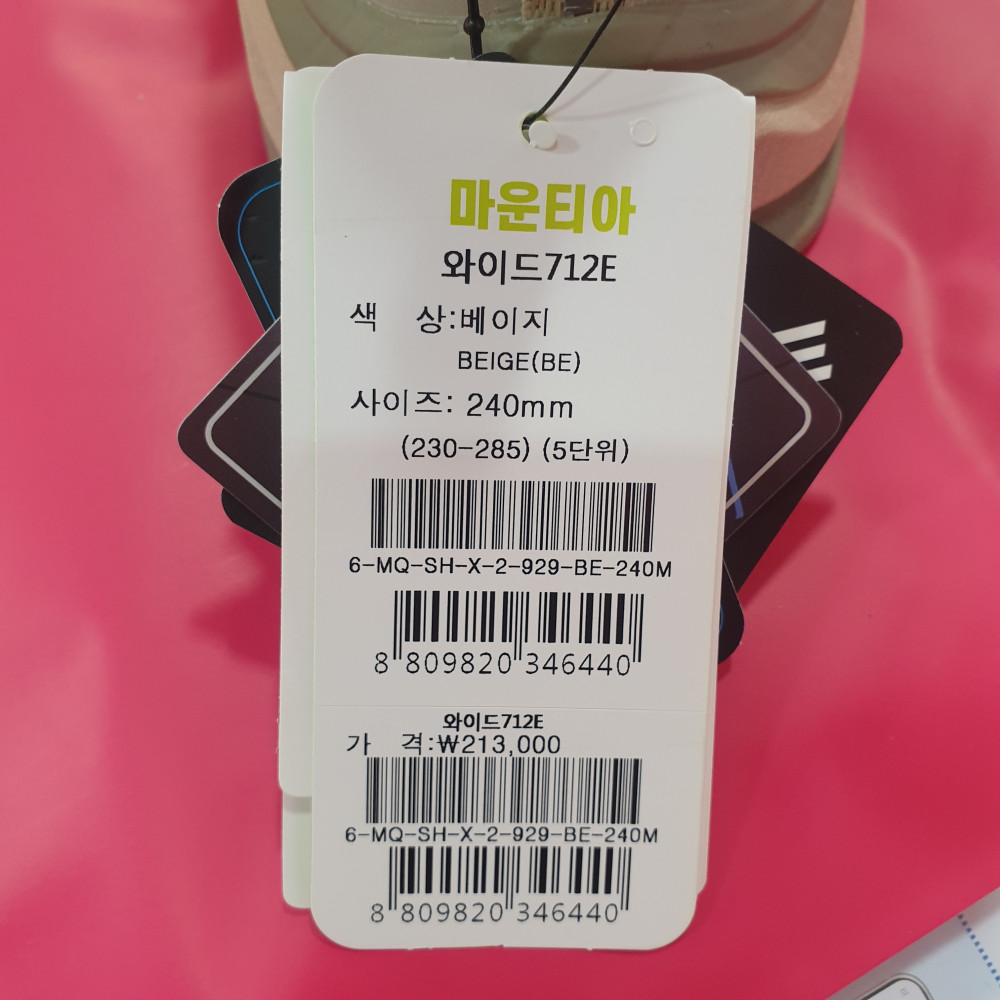 마운티아
와이드712E
색 상:베이지
BEIGE(BE)
사이즈: 240mm
(230-285) (5단위)
6-MQ-SH-X-2-929-BE-240M
8 809820 346440
와이드712E
가 격:₩213,000
6-MQ-SH-X-2-929-BE-240M
8 809820 346440